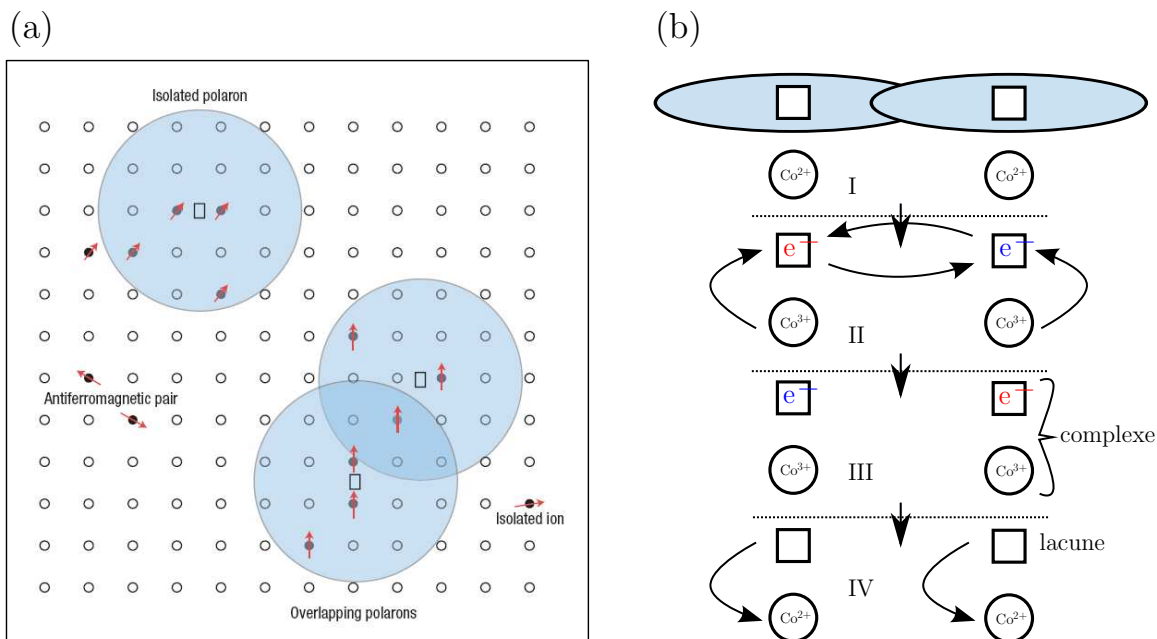 (a)
Isolated polaron
Antiferromagnetic pair
Isolated ion
Overlapping polarons
(b)
Co2+ Co2+
I
e− e−
Co3+ Co3+
II
e− e−
complexe
Co3+ Co3+
III
lacune
IV
Co2+ Co2+